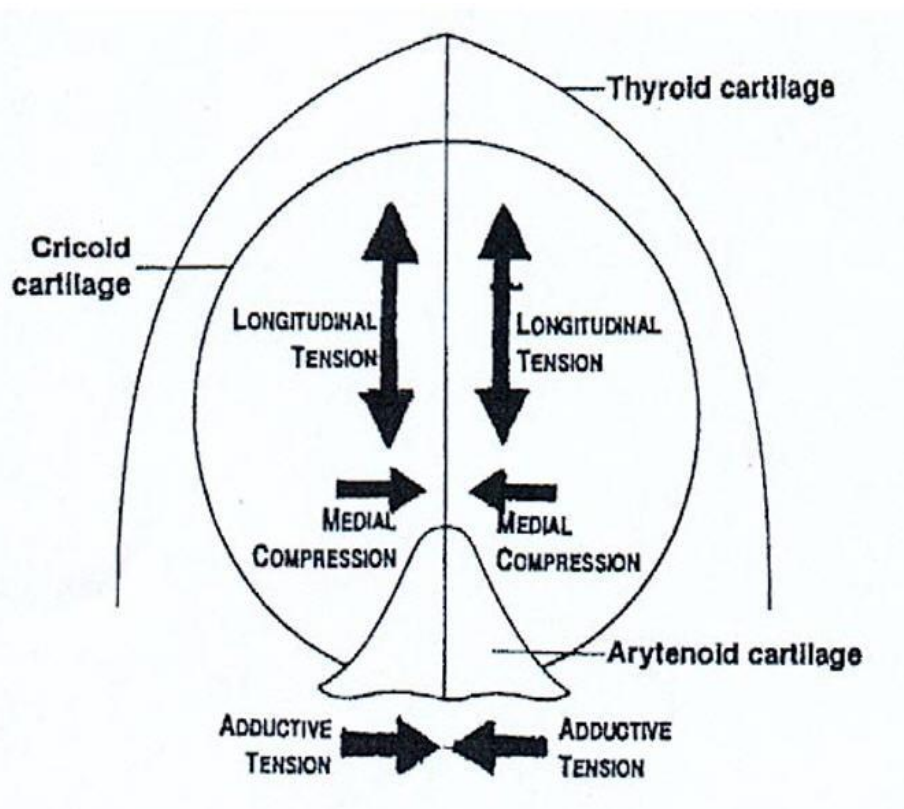 Thyroid cartilage
Cricoid
cartilage
LONGITUDINAL
TENSION
LONGITUDINAL
TENSION
MEDIAL
COMPRESSION
MEDIAL
COMPRESSION
Arytenoid cartilage
ADDUCTIVE
TENSION
ADDUCTIVE
TENSION